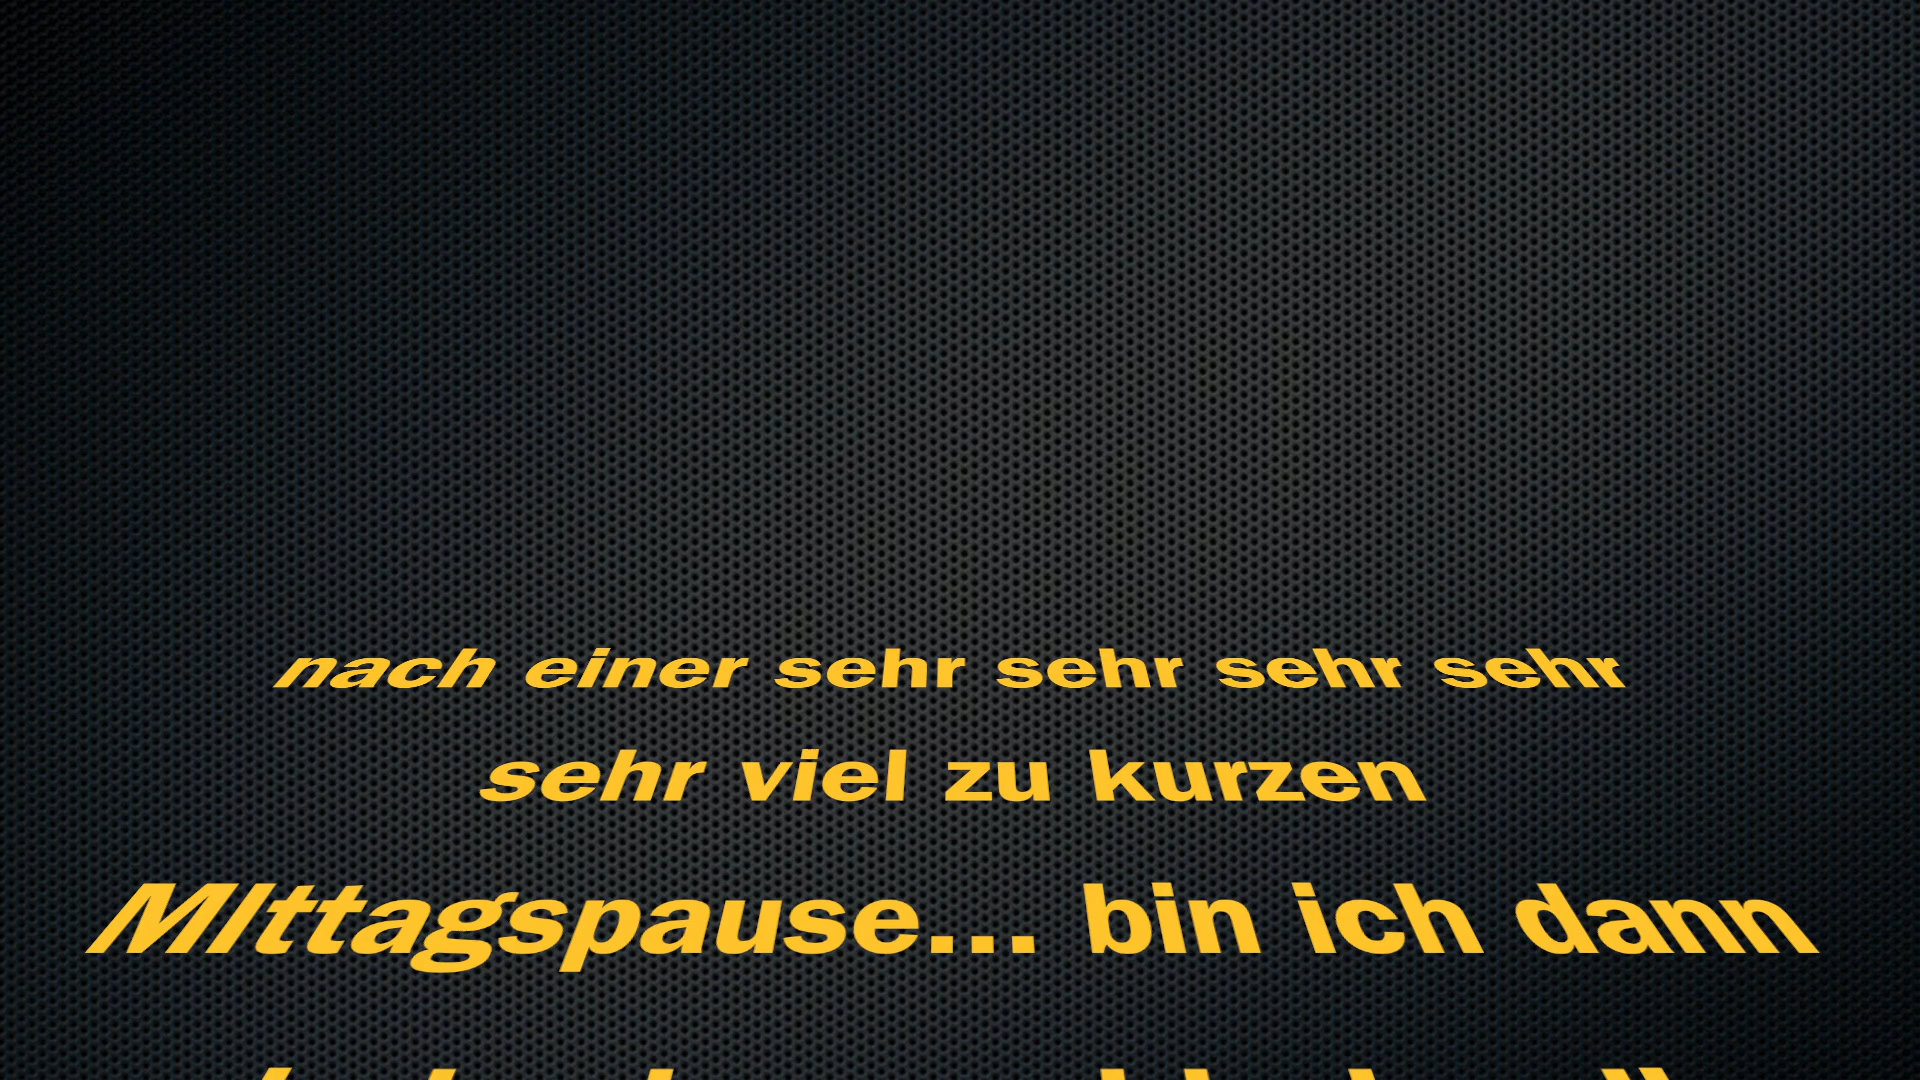 nach einer sehr sehr sehr sehr
sehr viel zu kurzen
MIttagspause... bin ich dann